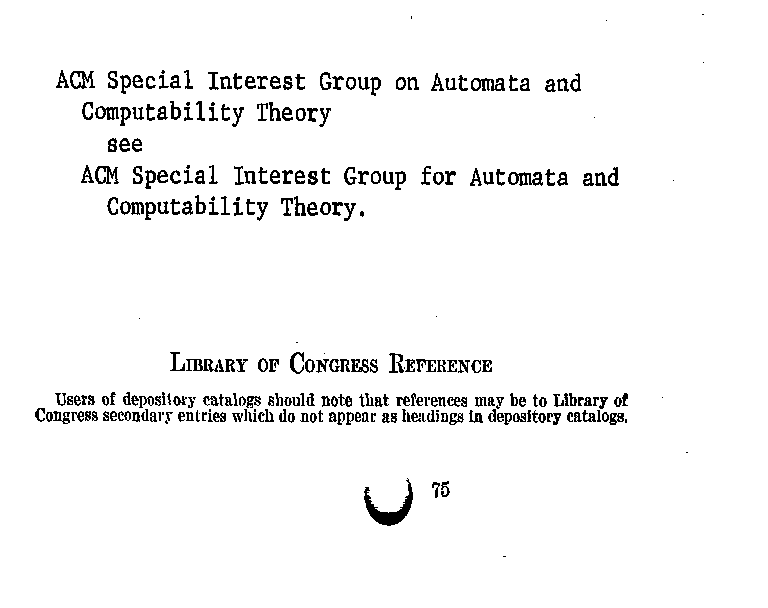 ACM Special Interest Group on Automata and
Computability Theory
see
ACM Special Interest Group for Automata and
Computability Theory.
LIBRARY OF CONGRESS REFERENCE
Users of depository catalogs should note that references may be to Library of
Congress secondary entries which do not appear as headings in depository catalogs.
75